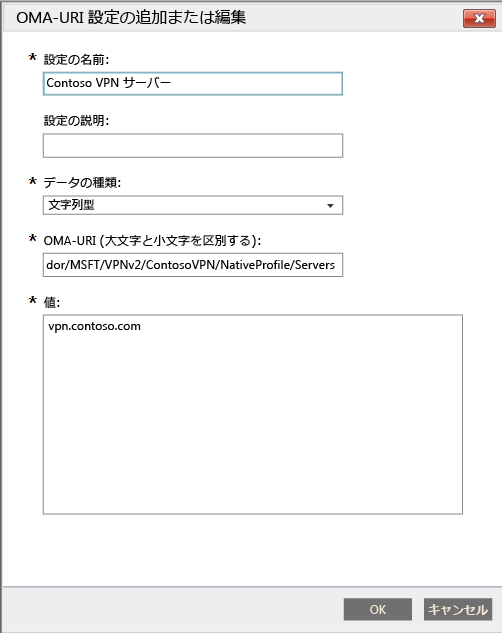 OMA-URI 設定の追加または編集
* 設定の名前:
Contoso VPN サーバー
設定の説明:
* データの種類:
文字列型
* OMA-URI (大文字と小文字を区別する):
dor/MSFT/VPNv2/ContosoVPN/NativeProfile/Servers
* 値:
vpn.contoso.com
OK キャンセル